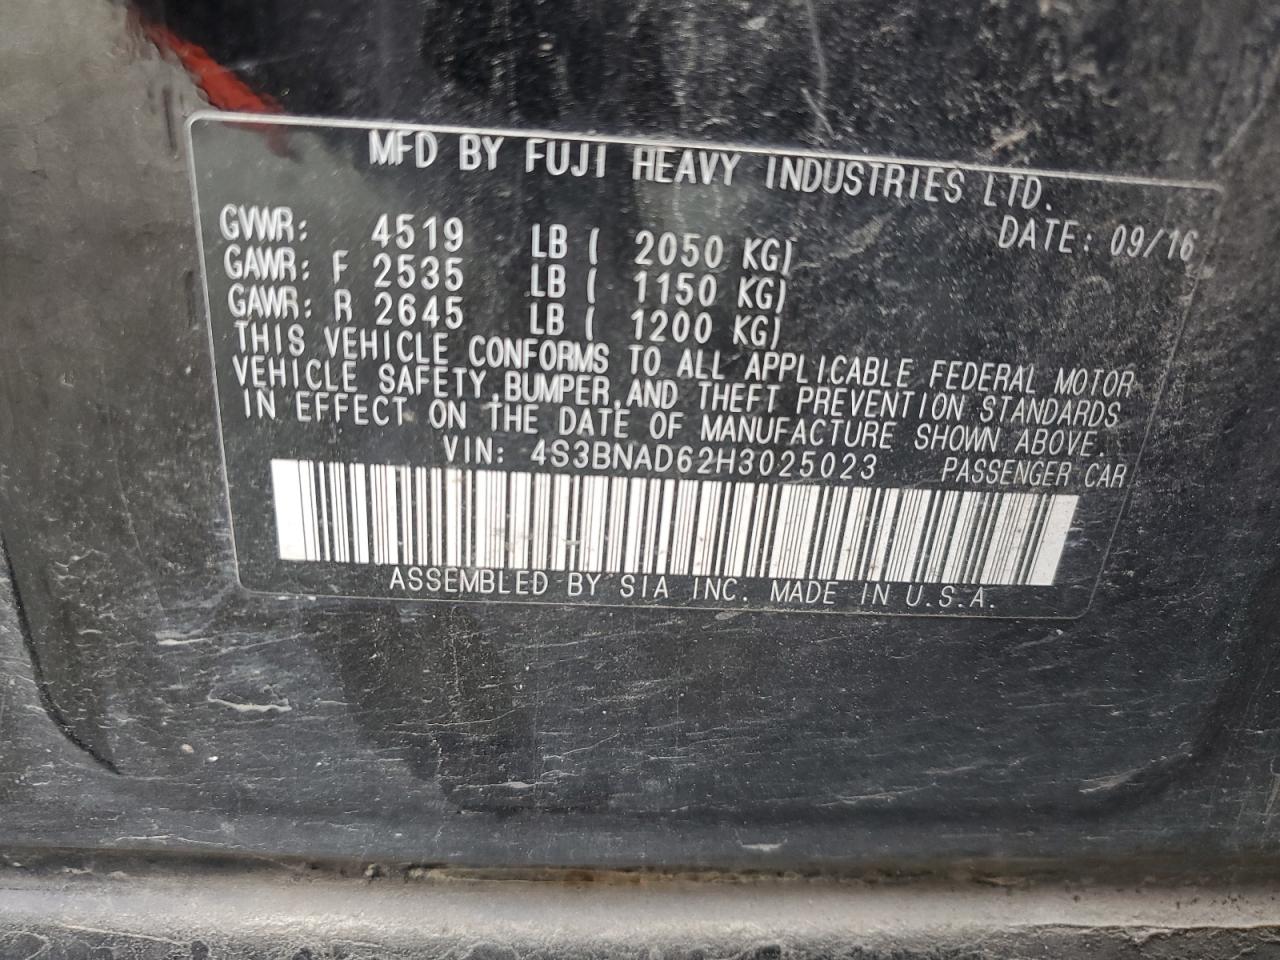 MFD BY FUJI HEAVY INDUSTRIES LTD.
DATE: 09/16
GVWR: 4519 LB ( 2050 KG)
GAWR: F 2535 LB ( 1150 KG)
GAWR: R 2645 LB ( 1200 KG)
THIS VEHICLE CONFORMS TO ALL APPLICABLE FEDERAL MOTOR
VEHICLE SAFETY,BUMPER,AND THEFT PREVENTION STANDARDS
IN EFFECT ON THE DATE OF MANUFACTURE SHOWN ABOVE.
VIN: 4S3BNAD62H3025023 PASSENGER CAR
ASSEMBLED BY SIA INC. MADE IN U.S.A.